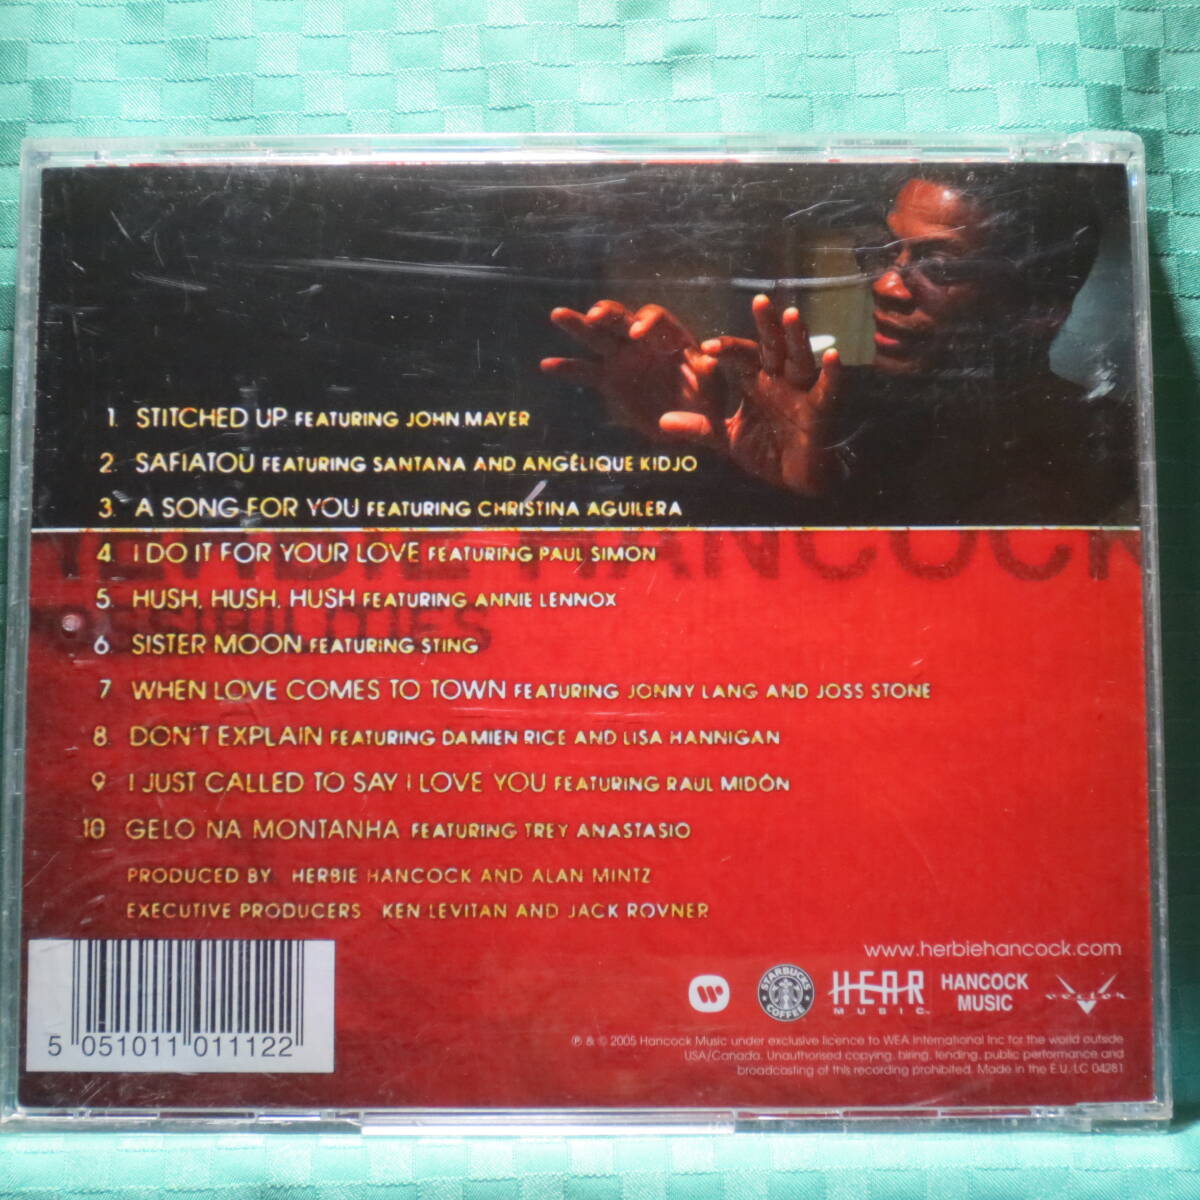 1. STITCHED UP FEATURING JOHN MAYER
2. SAFIATOU FEATURING SANTANA AND ANGÉLIQUE KIDJO
3. A SONG FOR YOU FEATURING CHRISTINA AGUILERA
4. I DO IT FOR YOUR LOVE FEATURING PAUL SIMON
HANCOCK
5. HUSH, HUSH, HUSH FEATURING ANNIE LENNOX
6. SISTER MOON FEATURING STING
7 WHEN LOVE COMES TO TOWN FEATURING JONNY LANG AND JOSS STONE
8. DON'T EXPLAIN FEATURING DAMIEN RICE AND LISA HANNIGAN
9. I JUST CALLED TO SAY I LOVE YOU FEATURING RAUL MIDÓN
10. GELO NA MONTANHA FEATURING TREY ANASTASIO
PRODUCED BY HERBIE HANCOCK AND ALAN MINTZ
EXECUTIVE PRODUCERS KEN LEVITAN AND JACK ROVNER
www.herbiehancock.com
STARBUCKS COFFEE
HEAR MUSIC
HANCOCK MUSIC
vector
5 051011 011122
℗ & © 2005 Hancock Music under exclusive licence to WEA International Inc for the world outside
USA/Canada. Unauthorised copying, hiring, lending, public performance and
broadcasting of this recording prohibited. Made in the E.U. LC 04281